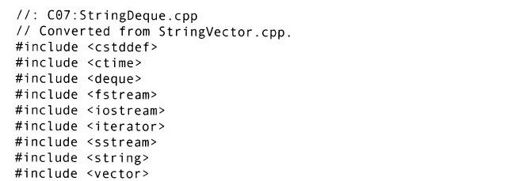 //: C07:StringDeque.cpp
// Converted from StringVector.cpp.
#include <cstddef>
#include <ctime>
#include <deque>
#include <fstream>
#include <iostream>
#include <iterator>
#include <sstream>
#include <string>
#include <vector>